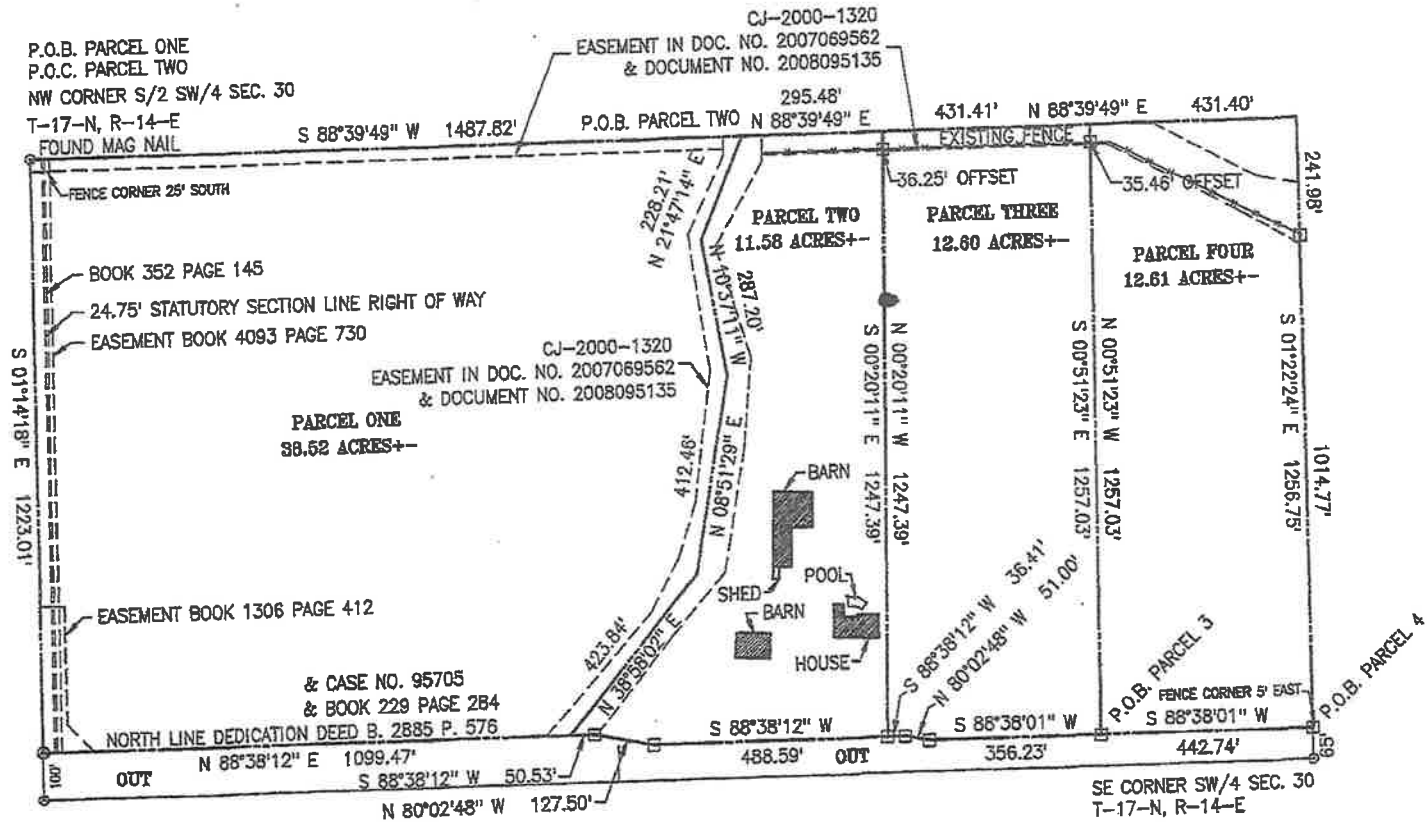 CJ-2000-1320
EASEMENT IN DOC. NO. 2007069562
& DOCUMENT NO. 2008095135
P.O.B. PARCEL ONE
P.O.C. PARCEL TWO
NW CORNER S/2 SW/4 SEC. 30
T-17-N, R-14-E
FOUND MAG NAIL
S 88°39'49" W 1487.82'
P.O.B. PARCEL TWO
295.48'
N 88°39'49" E
431.41'
N 88°39'49" E
431.40'
EXISTING FENCE
FENCE CORNER 25' SOUTH
36.25' OFFSET
35.46' OFFSET
241.98'
228.21'
N 21°47'14" E
PARCEL TWO
11.58 ACRES+-
PARCEL THREE
12.60 ACRES+-
PARCEL FOUR
12.61 ACRES+-
BOOK 352 PAGE 145
24.75' STATUTORY SECTION LINE RIGHT OF WAY
EASEMENT BOOK 4093 PAGE 730
N 10°37'11" W
287.20'
CJ-2000-1320
EASEMENT IN DOC. NO. 2007069562
& DOCUMENT NO. 2008095135
S 01°14'18" E 1223.01'
PARCEL ONE
38.52 ACRES+-
S 00°20'11" E 1247.39'
N 00°20'11" W 1247.39'
S 00°51'23" E 1257.03'
N 00°51'23" W 1257.03'
S 01°22'24" E 1256.75'
1014.77'
412.46'
N 08°51'29" E
BARN
SHED
POOL
BARN
HOUSE
EASEMENT BOOK 1306 PAGE 412
423.84'
N 38°58'02" E
S 88°38'12" W 36.41'
N 80°02'48" W 51.00'
P.O.B. PARCEL 3
P.O.B. PARCEL 4
FENCE CORNER 5' EAST
& CASE NO. 95705
& BOOK 229 PAGE 284
NORTH LINE DEDICATION DEED B. 2885 P. 576
N 88°38'12" E 1099.47'
S 88°38'12" W
488.59'
S 88°38'01" W
356.23'
S 88°38'01" W
442.74'
65'
100'
OUT
OUT
S 88°38'12" W 50.53'
N 80°02'48" W 127.50'
SE CORNER SW/4 SEC. 30
T-17-N, R-14-E